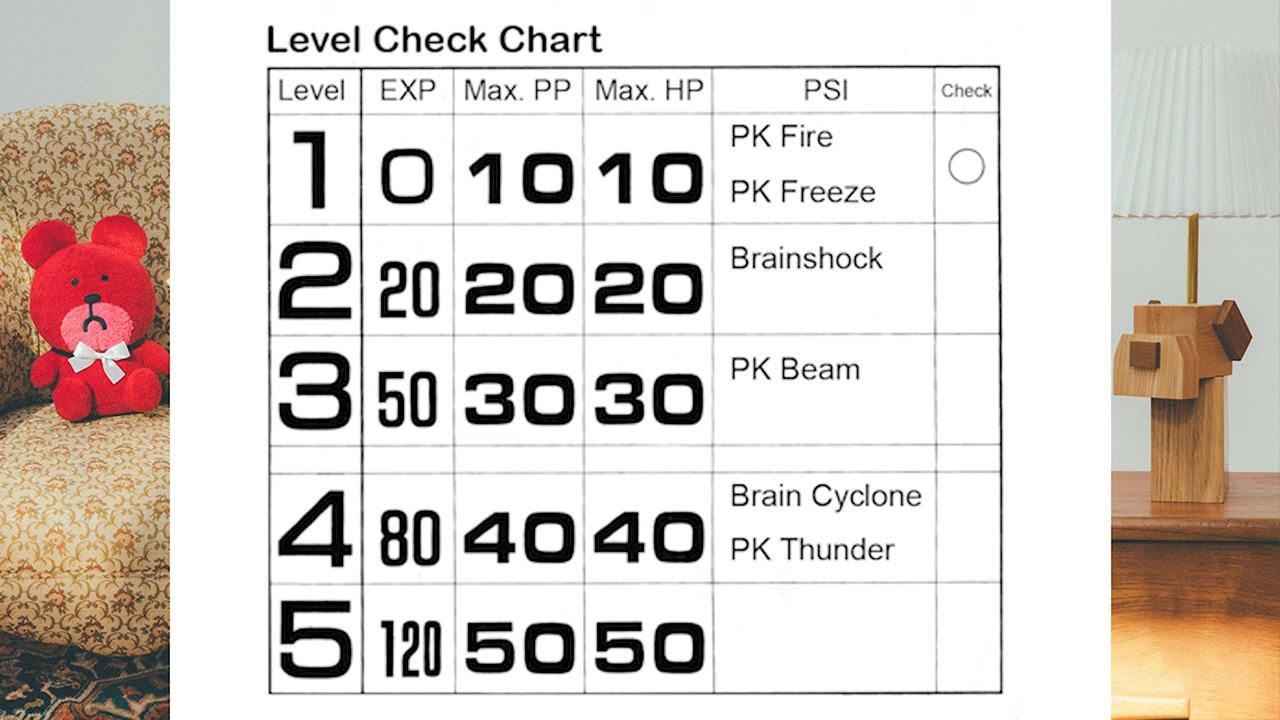 Level Check Chart
Level EXP Max. PP Max. HP PSI Check
1 0 10 10 PK Fire
PK Freeze
2 20 20 20 Brainshock
3 50 30 30 PK Beam
4 80 40 40 Brain Cyclone
PK Thunder
5 120 50 50